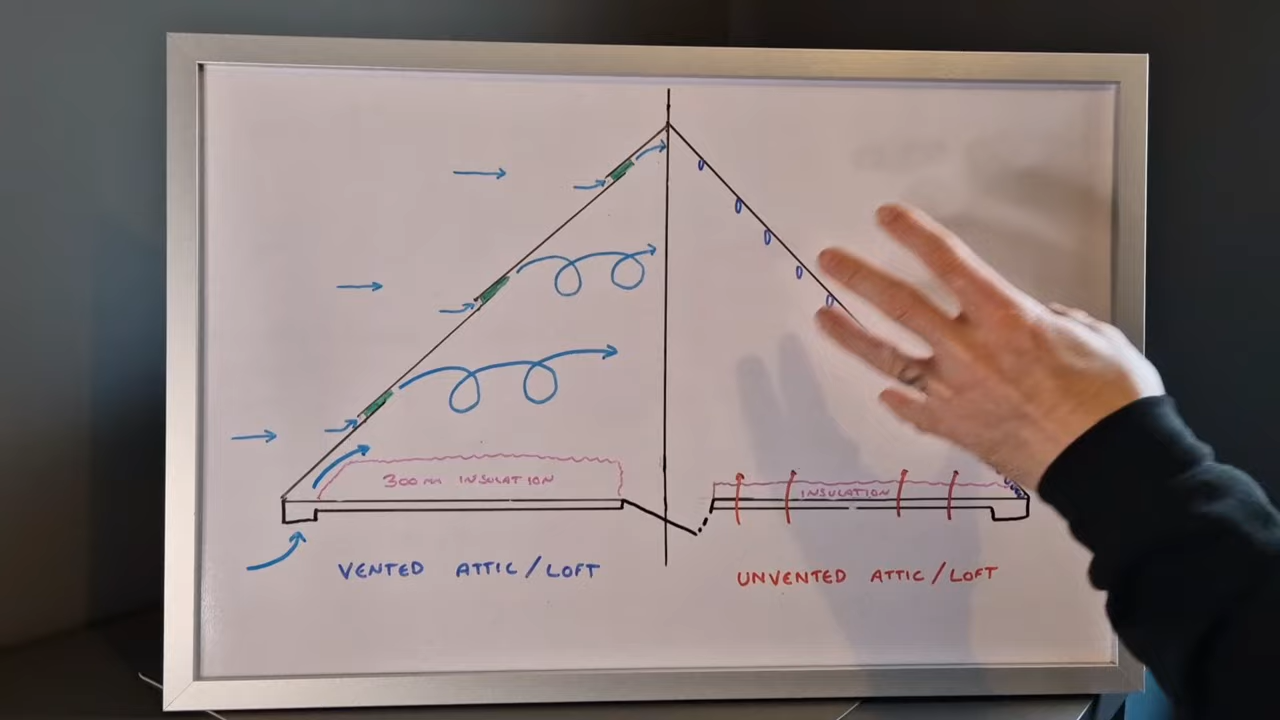 300mm INSULATION
INSULATION
VENTED ATTIC/LOFT
UNVENTED ATTIC/LOFT